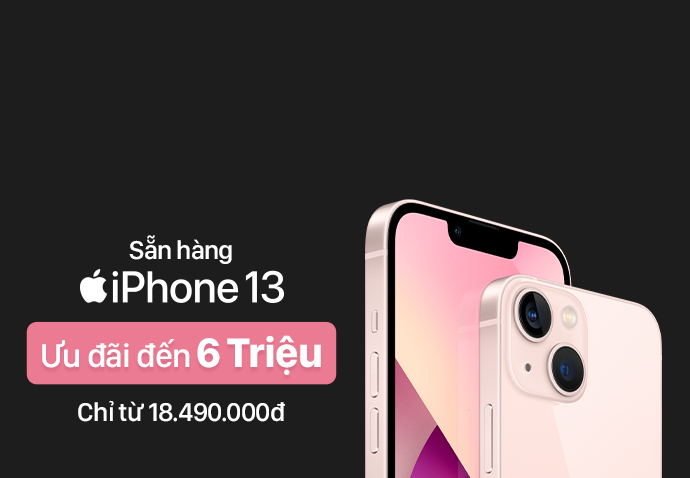 Sẵn hàng
iPhone 13
Ưu đãi đến 6 Triệu
Chỉ từ 18.490.000đ